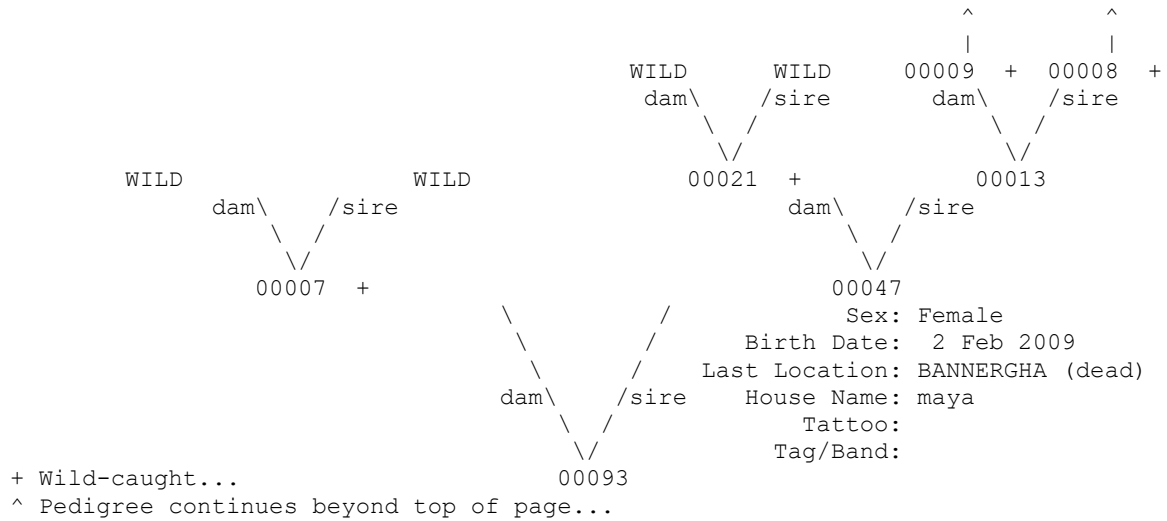 ^ ^
| |
WILD WILD 00009 + 00008 +
dam\ /sire dam\ /sire
\ / \ /
\/ \/
WILD WILD 00021 + 00013
dam\ /sire dam\ /sire
\ / \ /
\/ \/
00007 + 00047
\ / Sex: Female
\ / Birth Date: 2 Feb 2009
\ / Last Location: BANNERGHA (dead)
dam\ /sire House Name: maya
\ / Tattoo:
\/ Tag/Band:
+ Wild-caught... 00093
^ Pedigree continues beyond top of page...